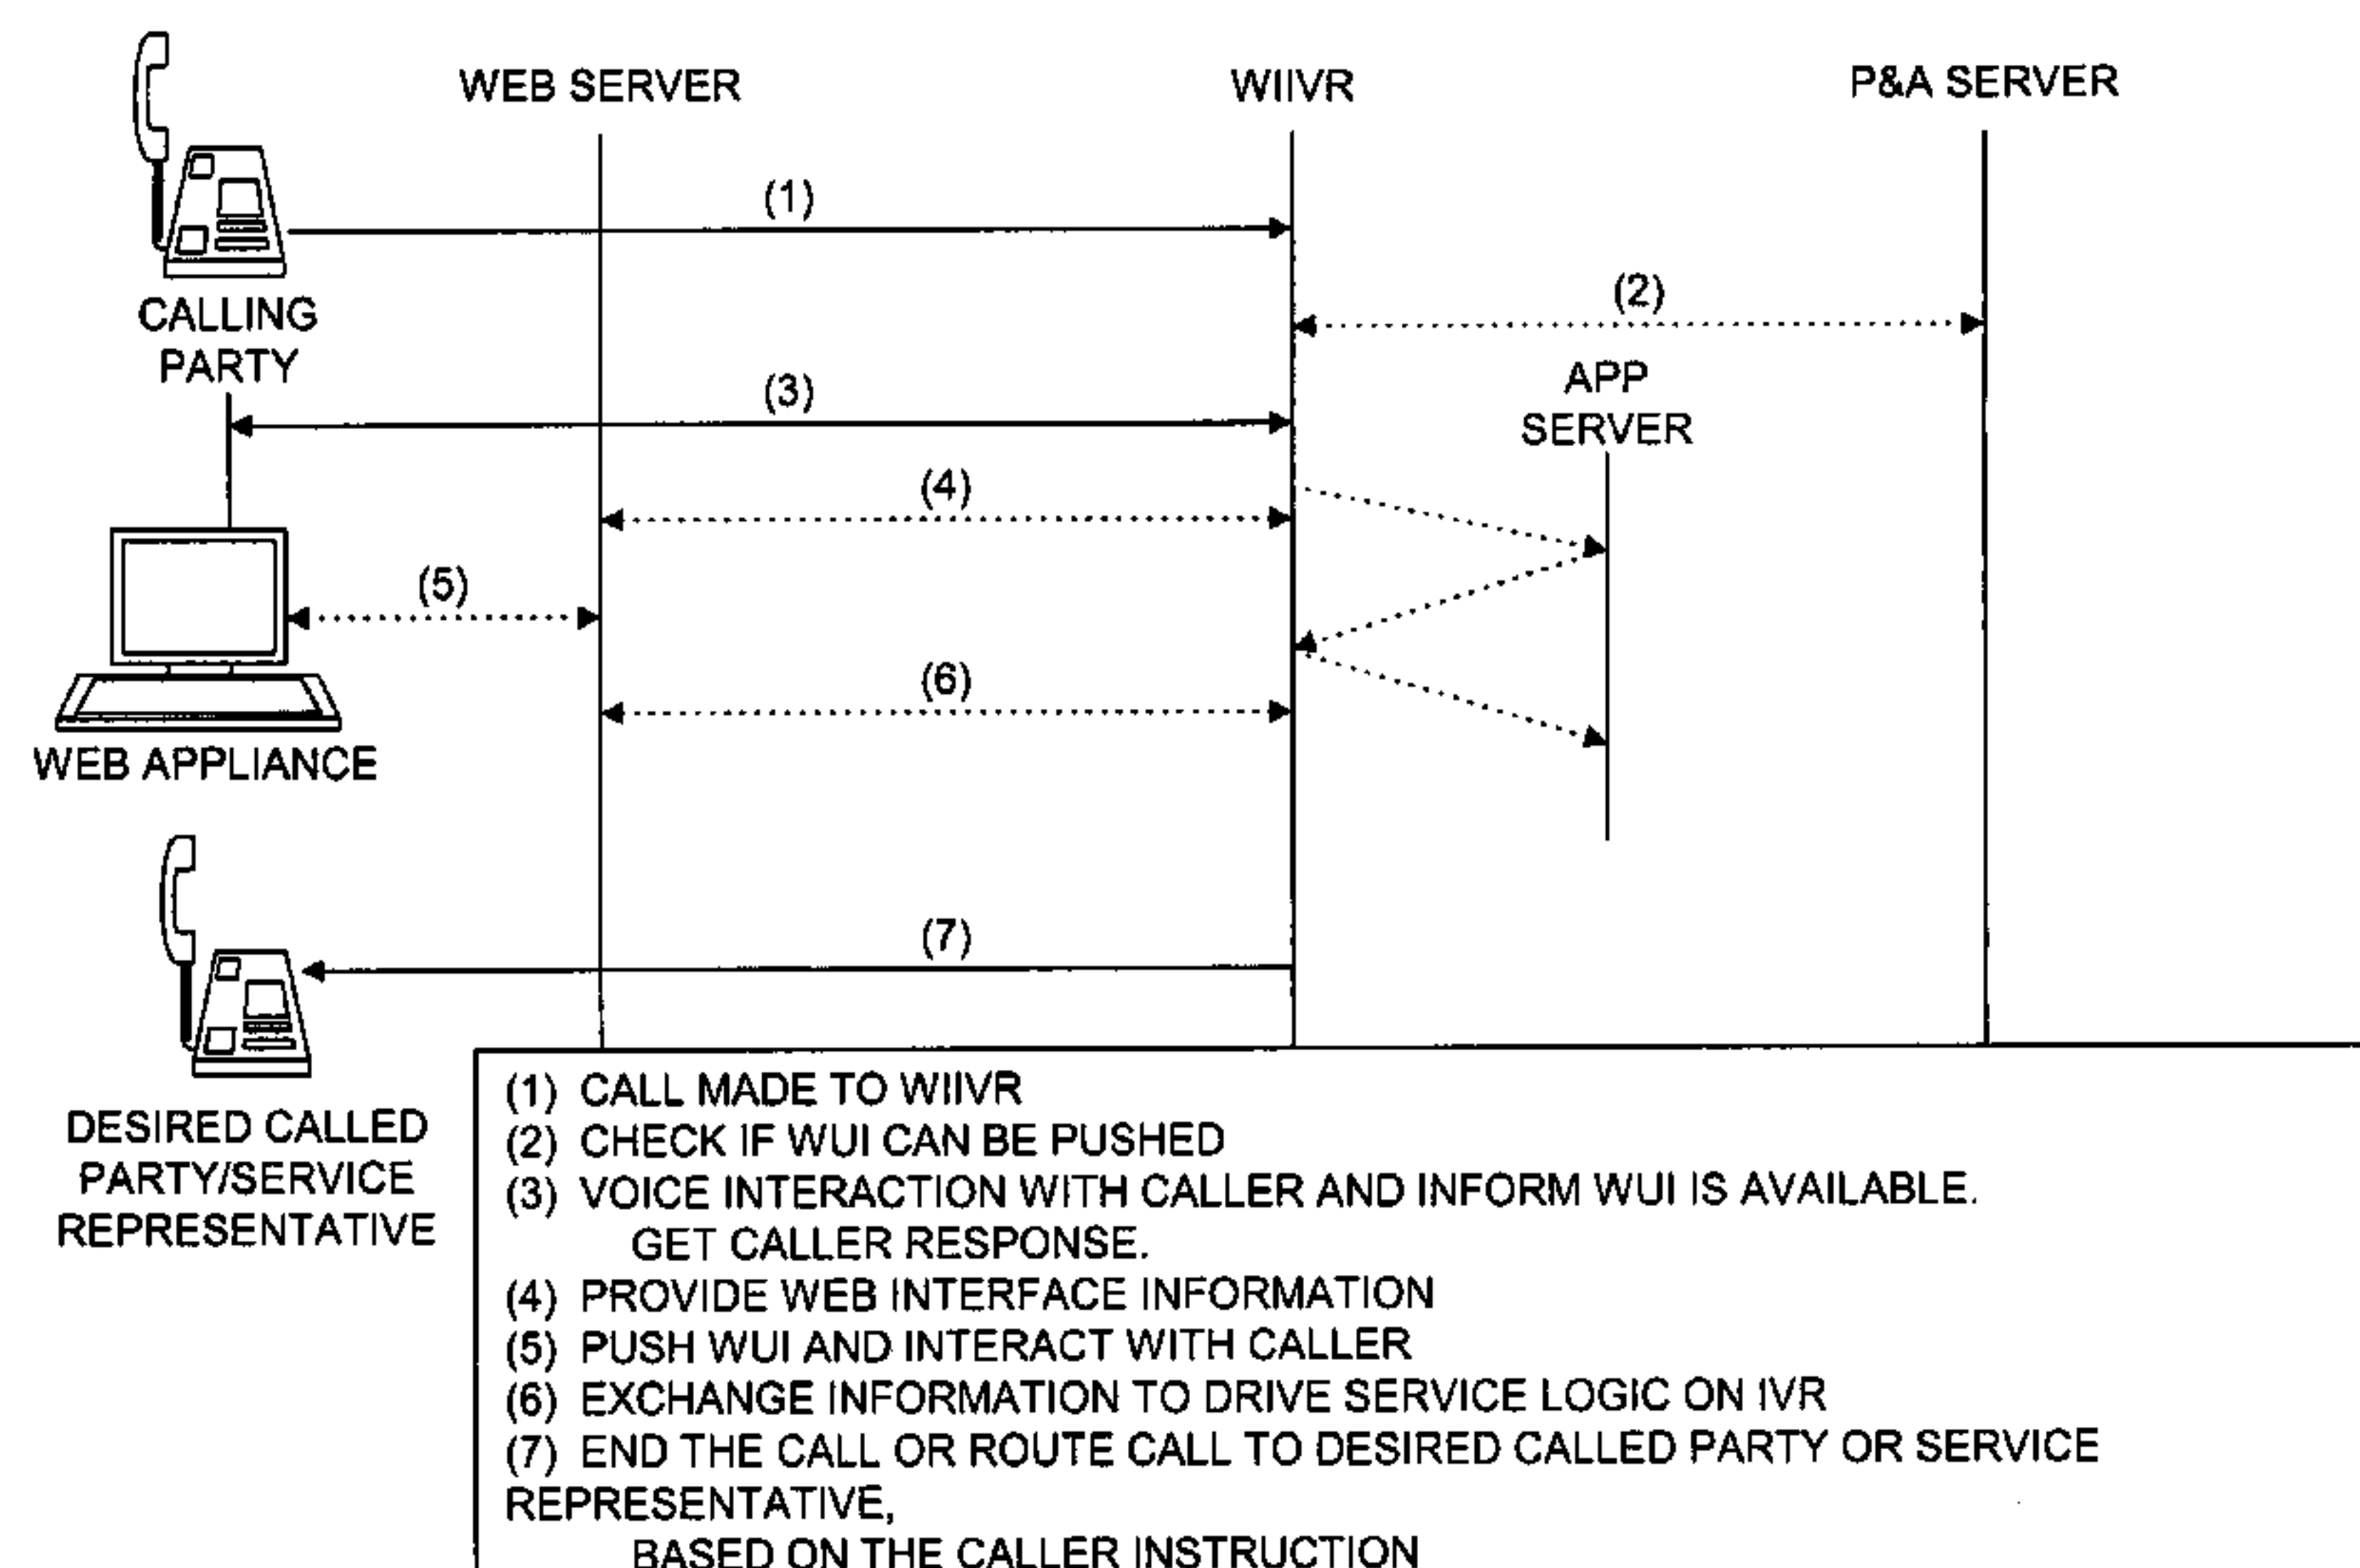 WEB SERVER
WIIVR
P&A SERVER
(1)
(2)
CALLING
PARTY
(3)
APP
SERVER
(4)
(5)
(6)
WEB APPLIANCE
(7)
DESIRED CALLED
PARTY/SERVICE
REPRESENTATIVE
(1) CALL MADE TO WIIVR
(2) CHECK IF WUI CAN BE PUSHED
(3) VOICE INTERACTION WITH CALLER AND INFORM WUI IS AVAILABLE.
GET CALLER RESPONSE.
(4) PROVIDE WEB INTERFACE INFORMATION
(5) PUSH WUI AND INTERACT WITH CALLER
(6) EXCHANGE INFORMATION TO DRIVE SERVICE LOGIC ON IVR
(7) END THE CALL OR ROUTE CALL TO DESIRED CALLED PARTY OR SERVICE
REPRESENTATIVE,
BASED ON THE CALLER INSTRUCTION